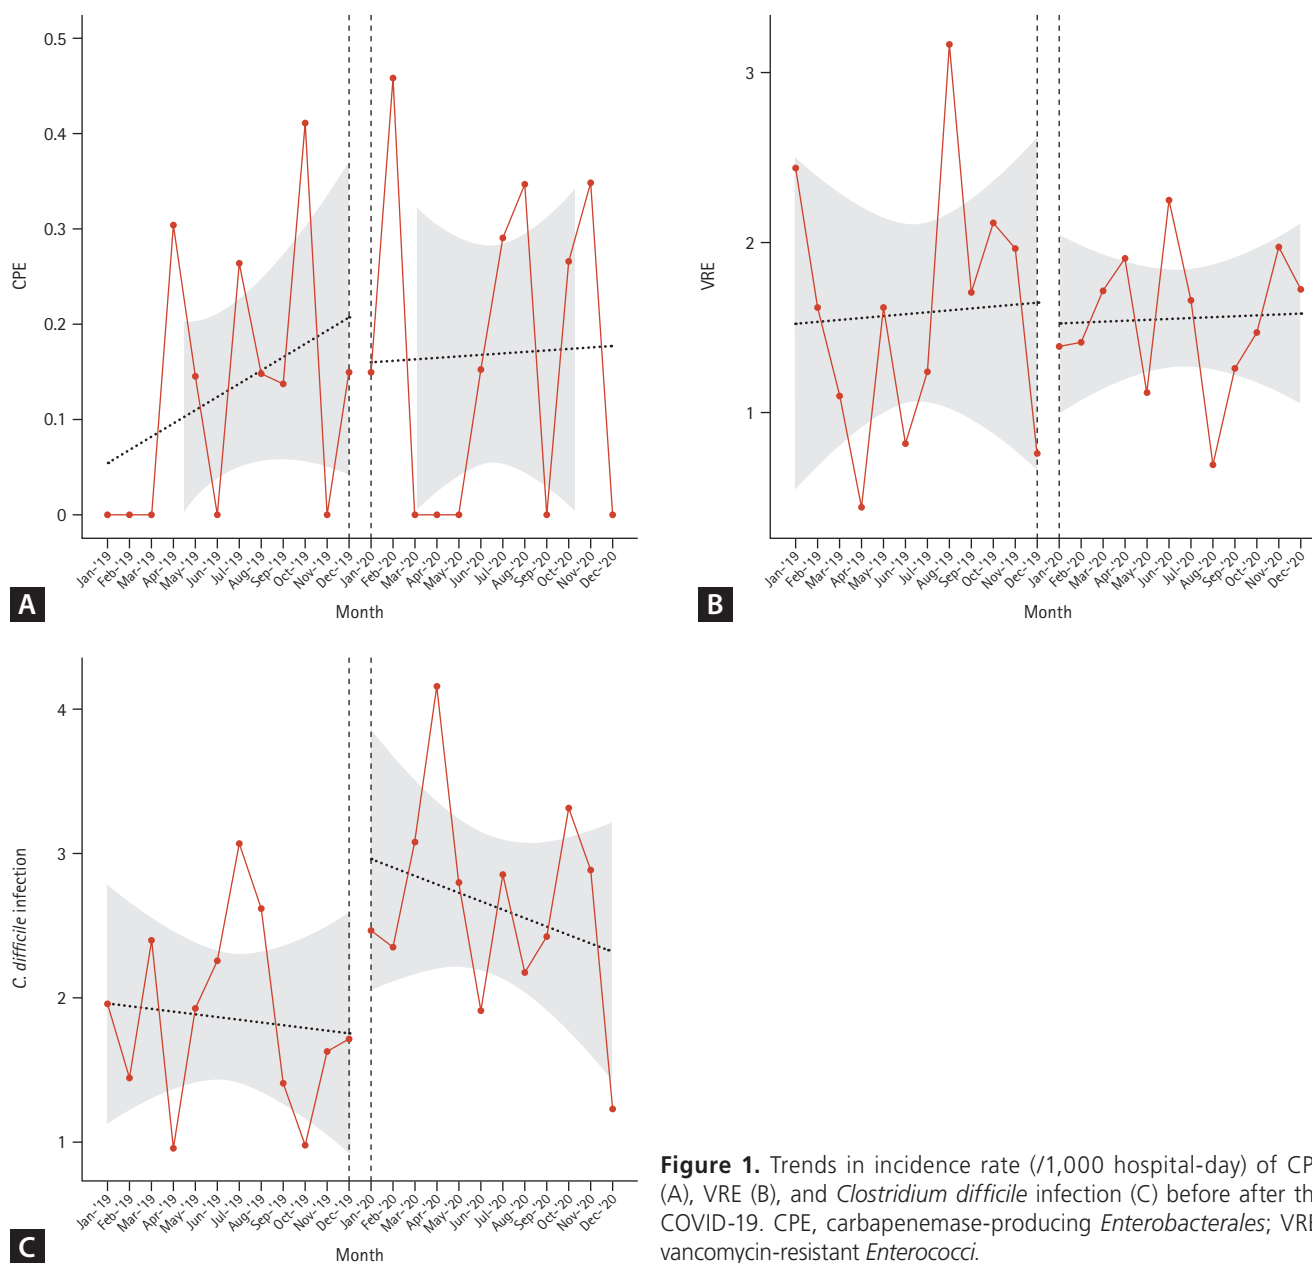 0.5
0.4
0.3
0.2
0.1
0
CPE
Jan-'19
Feb-'19
Mar-'19
Apr-'19
May-'19
Jun-'19
Jul-'19
Aug-'19
Sep-'19
Oct-'19
Nov-'19
Dec-'19
Jan-'20
Feb-'20
Mar-'20
Apr-'20
May-'20
Jun-'20
Jul-'20
Aug-'20
Sep-'20
Oct-'20
Nov-'20
Dec-'20
A
Month
3
2
1
VRE
Jan-'19
Feb-'19
Mar-'19
Apr-'19
May-'19
Jun-'19
Jul-'19
Aug-'19
Sep-'19
Oct-'19
Nov-'19
Dec-'19
Jan-'20
Feb-'20
Mar-'20
Apr-'20
May-'20
Jun-'20
Jul-'20
Aug-'20
Sep-'20
Oct-'20
Nov-'20
Dec-'20
B
Month
4
3
2
1
C. difficile infection
Jan-'19
Feb-'19
Mar-'19
Apr-'19
May-'19
Jun-'19
Jul-'19
Aug-'19
Sep-'19
Oct-'19
Nov-'19
Dec-'19
Jan-'20
Feb-'20
Mar-'20
Apr-'20
May-'20
Jun-'20
Jul-'20
Aug-'20
Sep-'20
Oct-'20
Nov-'20
Dec-'20
C
Month
Figure 1. Trends in incidence rate (/1,000 hospital-day) of CP
(A), VRE (B), and Clostridium difficile infection (C) before after th
COVID-19. CPE, carbapenemase-producing Enterobacterales; VRE
vancomycin-resistant Enterococci.